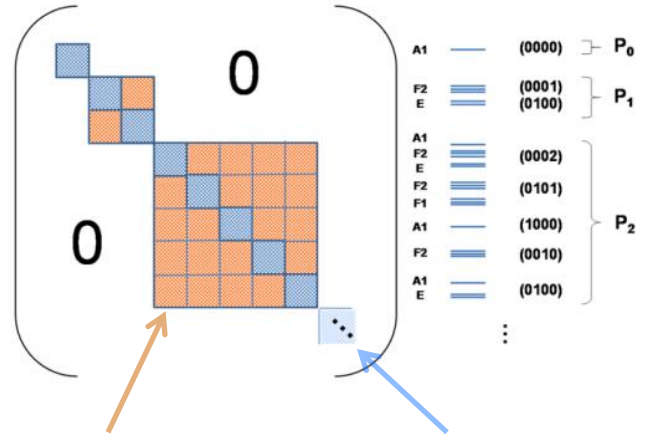 0
0
A1 (0000) P0
F2 (0001)
E (0100)
P1
A1
F2 (0002)
E
F2 (0101)
F1
A1 (1000)
P2
F2 (0010)
A1
E (0100)
⋮